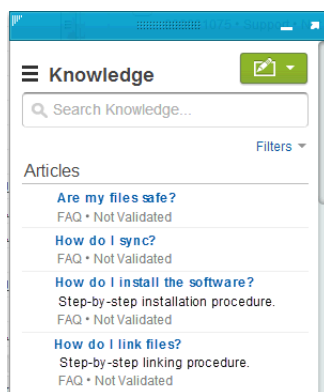 1075 • Support •
Knowledge
Search Knowledge...
Filters
Articles
Are my files safe?
FAQ • Not Validated
How do I sync?
FAQ • Not Validated
How do I install the software?
Step-by-step installation procedure.
FAQ • Not Validated
How do I link files?
Step-by-step linking procedure.
FAQ • Not Validated